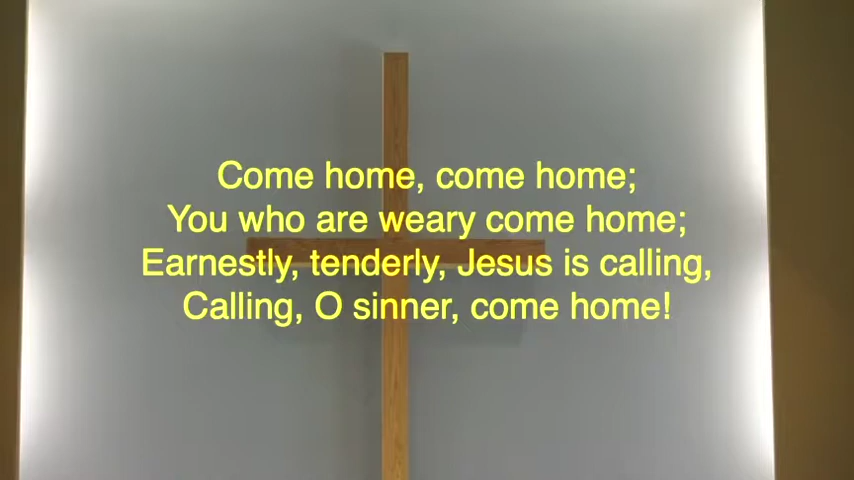 Come home, come home;
You who are weary come home;
Earnestly, tenderly, Jesus is calling,
Calling, O sinner, come home!